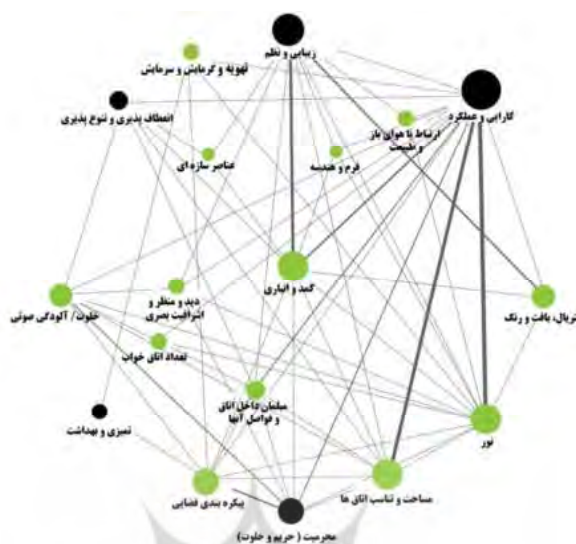 زیبایی و نظم
تهویه و گرمایش و سرمایش
کارایی و عملکرد
انعطاف پذیری و تنوع پذیری
ارتباط با هوای باز
و طبیعت
عناصر سازه ای
فرم و هندسه
کمد و انباری
دید و منظر و
اشرافیت بصری
خلوت/ آلودگی صوتی
متریال، بافت و رنگ
تعداد اتاق خواب
مبلمان داخل اتاق
و فواصل آنها
تمیزی و بهداشت
نور
پیکره بندی فضایی
مساحت و تناسب اتاق ها
محرمیت ( حریم و خلوت)